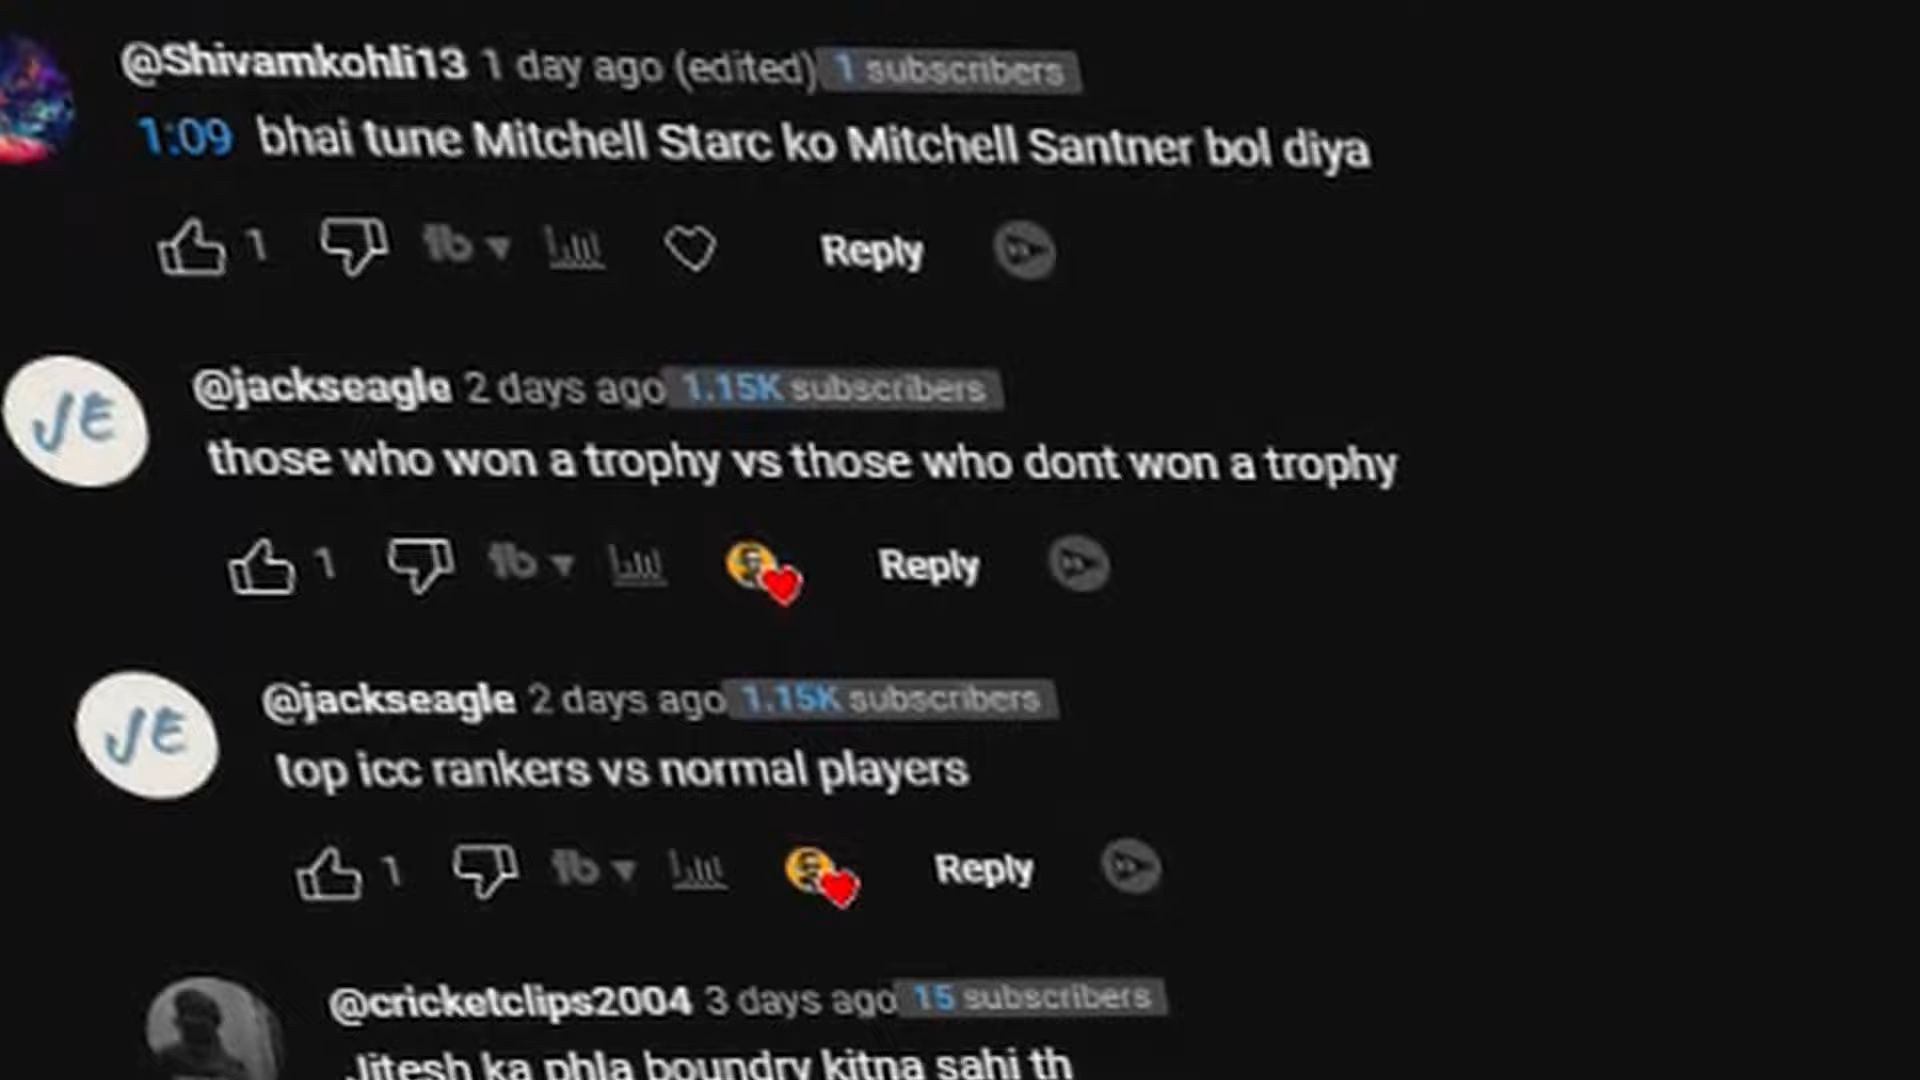 @Shivamkohli13 1 day ago (edited) 1 subscribers
1:09 bhai tune Mitchell Starc ko Mitchell Santner bol diya
1 Reply
JE
@jackseagle 2 days ago 1.15K subscribers
those who won a trophy vs those who dont won a trophy
1 Reply
JE
@jackseagle 2 days ago 1.15K subscribers
top icc rankers vs normal players
1 Reply
@cricketclips2004 3 days ago 15 subscribers
Jitesh ka phla boundry kitna sahi th